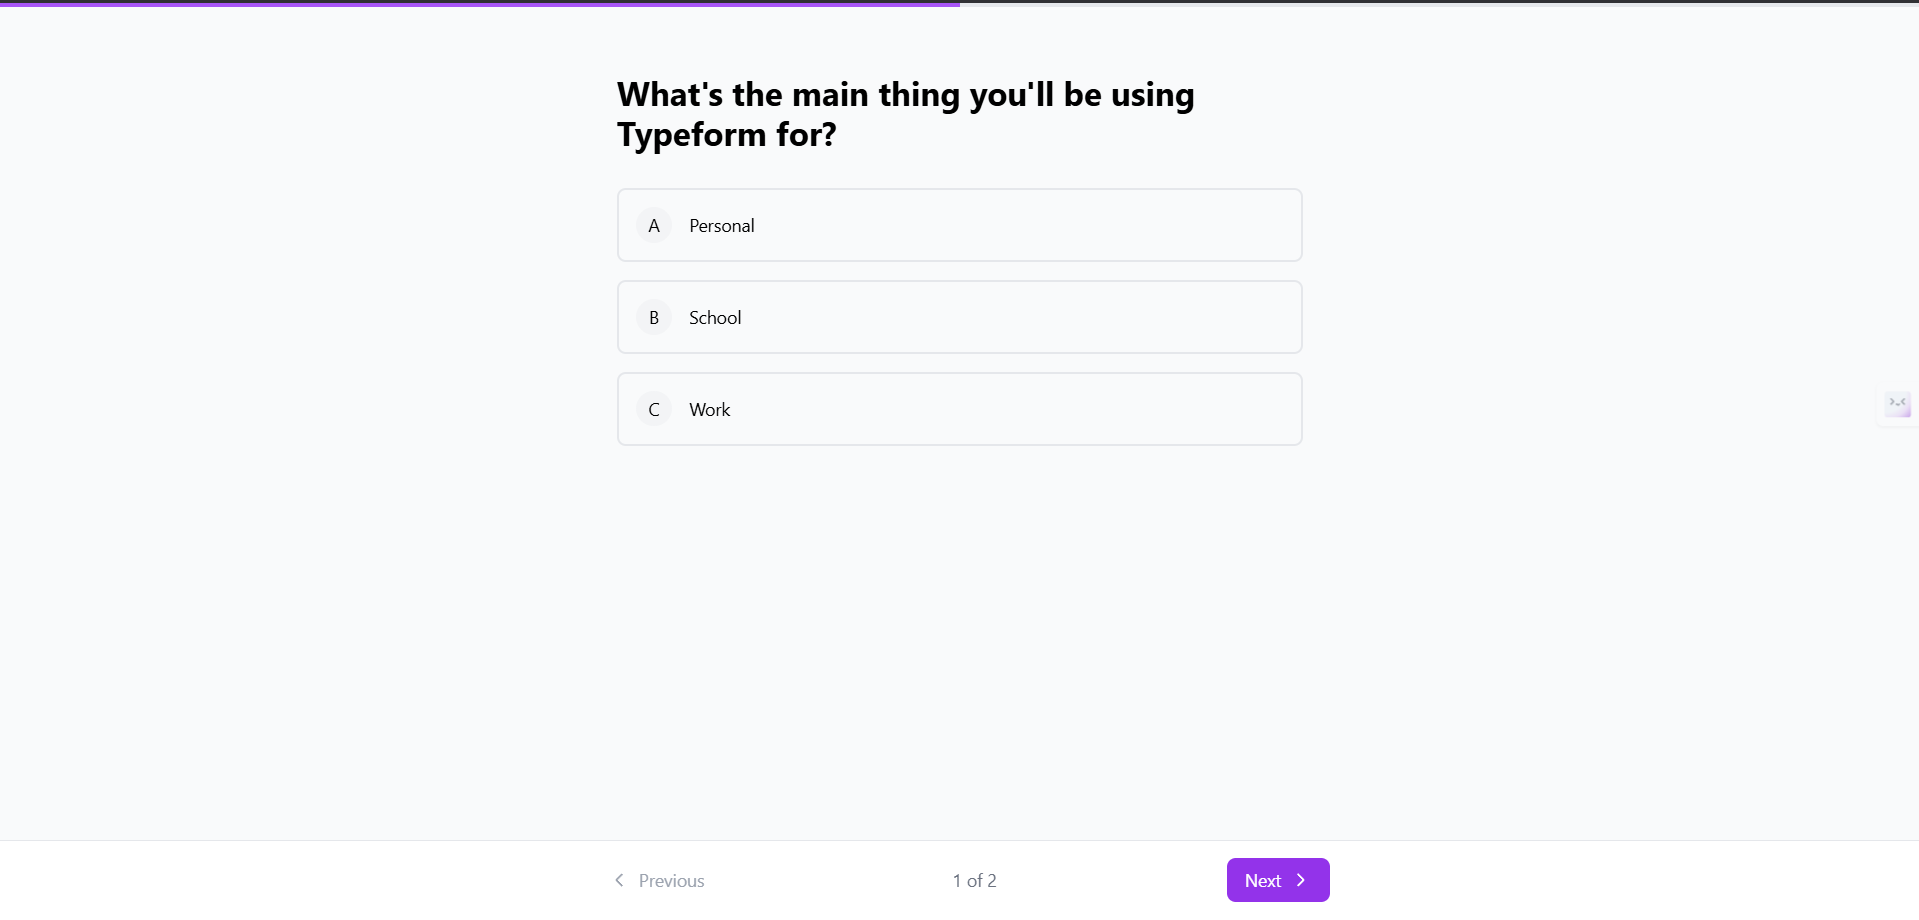 What's the main thing you'll be using
Typeform for?
A Personal
B School
C Work
Previous
1 of 2
Next